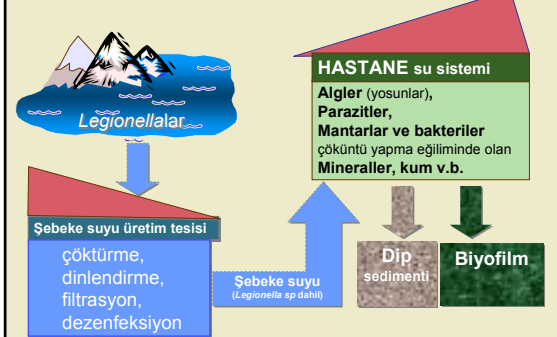 Legionellalar
Şebeke suyu üretim tesisi
çöktürme,
dinlendirme,
filtrasyon,
dezenfeksiyon
Şebeke suyu
(Legionella sp dahil)
HASTANE su sistemi
Algler (yosunlar),
Parazitler,
Mantarlar ve bakteriler
çöküntü yapma eğiliminde olan
Mineraller, kum v.b.
Dip
sedimenti
Biyofilm